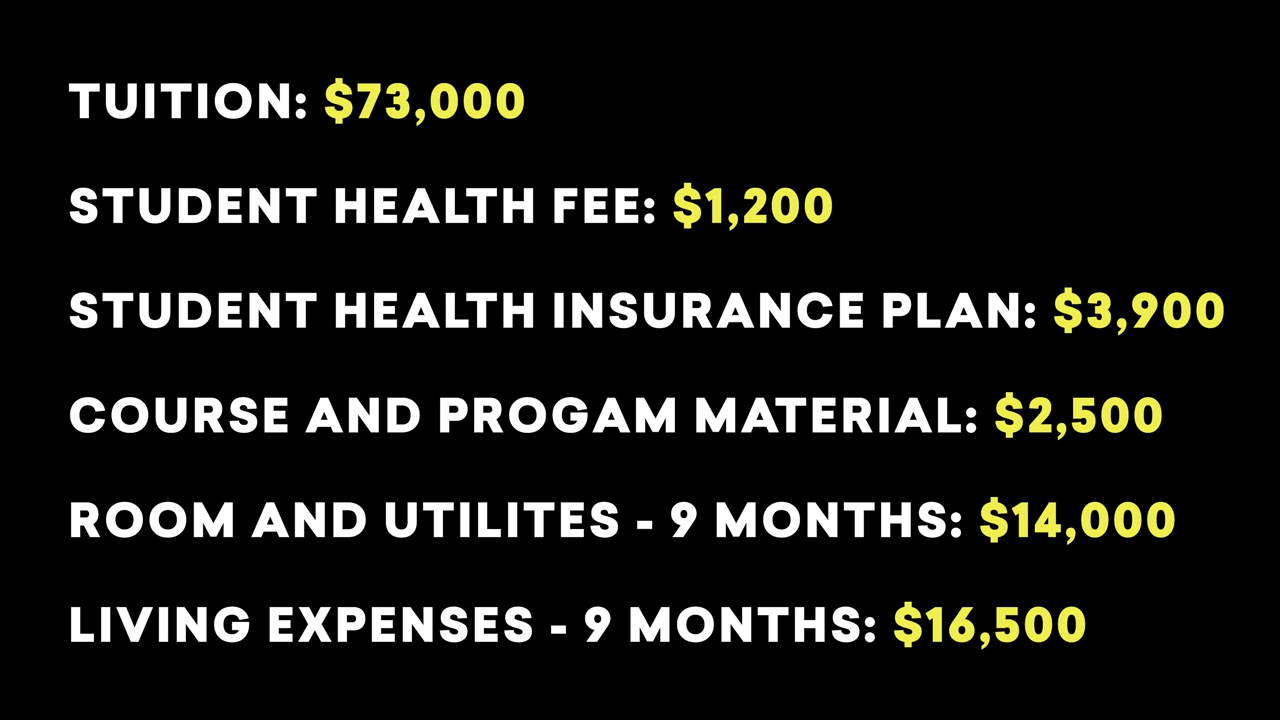 TUITION: $73,000
STUDENT HEALTH FEE: $1,200
STUDENT HEALTH INSURANCE PLAN: $3,900
COURSE AND PROGAM MATERIAL: $2,500
ROOM AND UTILITES - 9 MONTHS: $14,000
LIVING EXPENSES - 9 MONTHS: $16,500